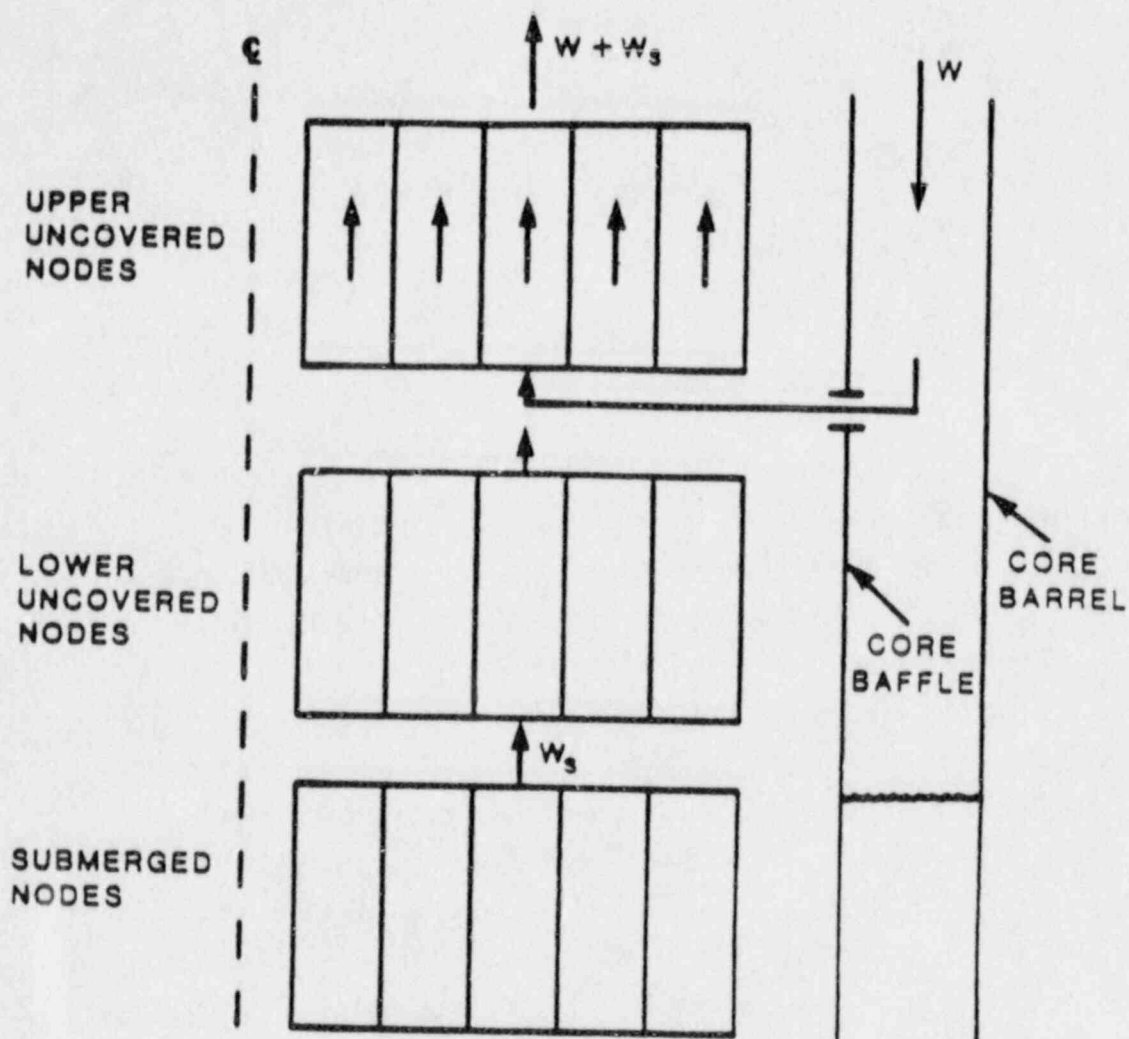 ℄
W + Ws
W
UPPER
UNCOVERED
NODES
LOWER
UNCOVERED
NODES
CORE
BARREL
CORE
BAFFLE
Ws
SUBMERGED
NODES